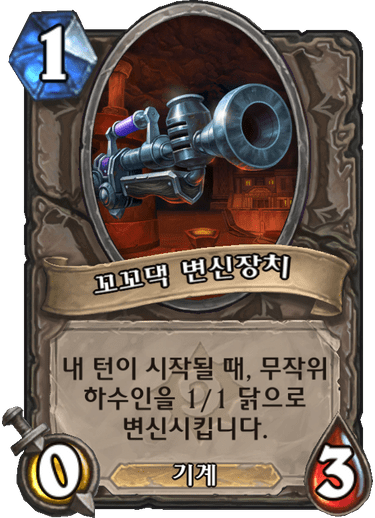 1
꼬꼬댁 변신장치
내 턴이 시작될 때, 무작위
하수인을 1/1 닭으로
변신시킵니다.
기계
0
3